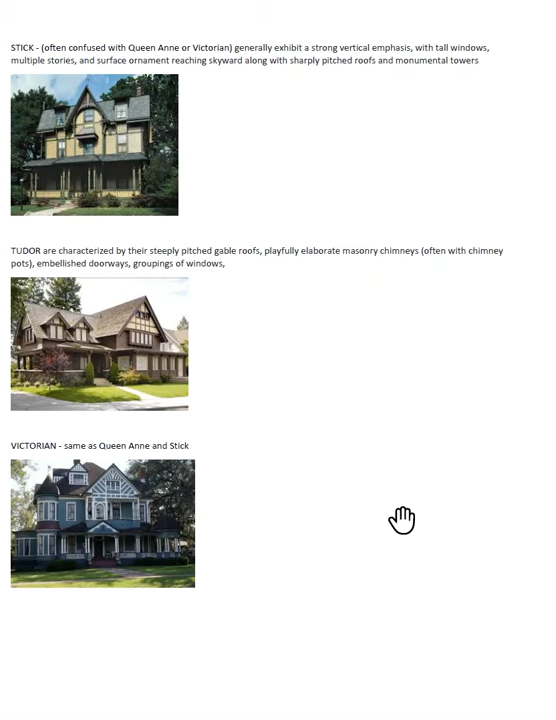 STICK - (often confused with Queen Anne or Victorian) generally exhibit a strong vertical emphasis, with tall windows,
multiple stories, and surface ornament reaching skyward along with sharply pitched roofs and monumental towers
TUDOR are characterized by their steeply pitched gable roofs, playfully elaborate masonry chimneys (often with chimney
pots), embellished doorways, groupings of windows,
VICTORIAN - same as Queen Anne and Stick